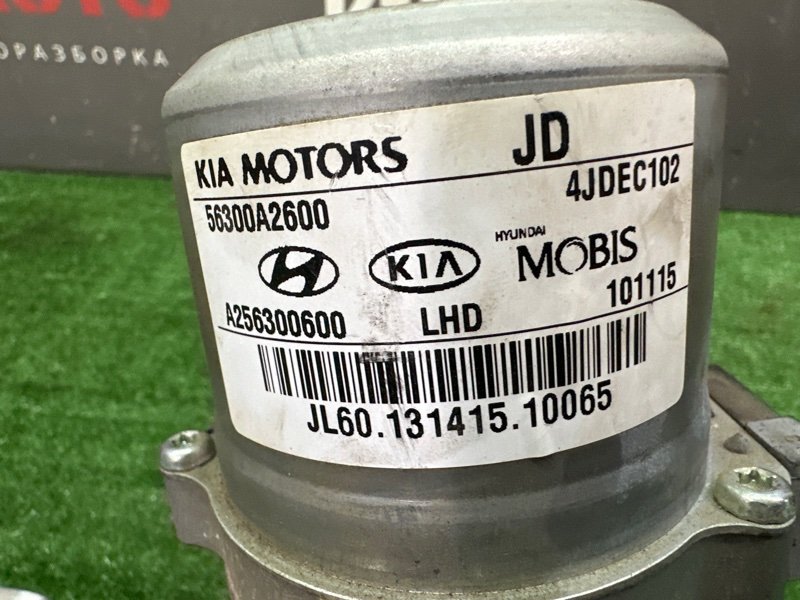 ОРАЗБОРКА
KIA MOTORS JD
56300A2600 4JDEC102
KIA HYUNDAI MOBIS
A256300600 LHD 101115
JL60.131415.10065